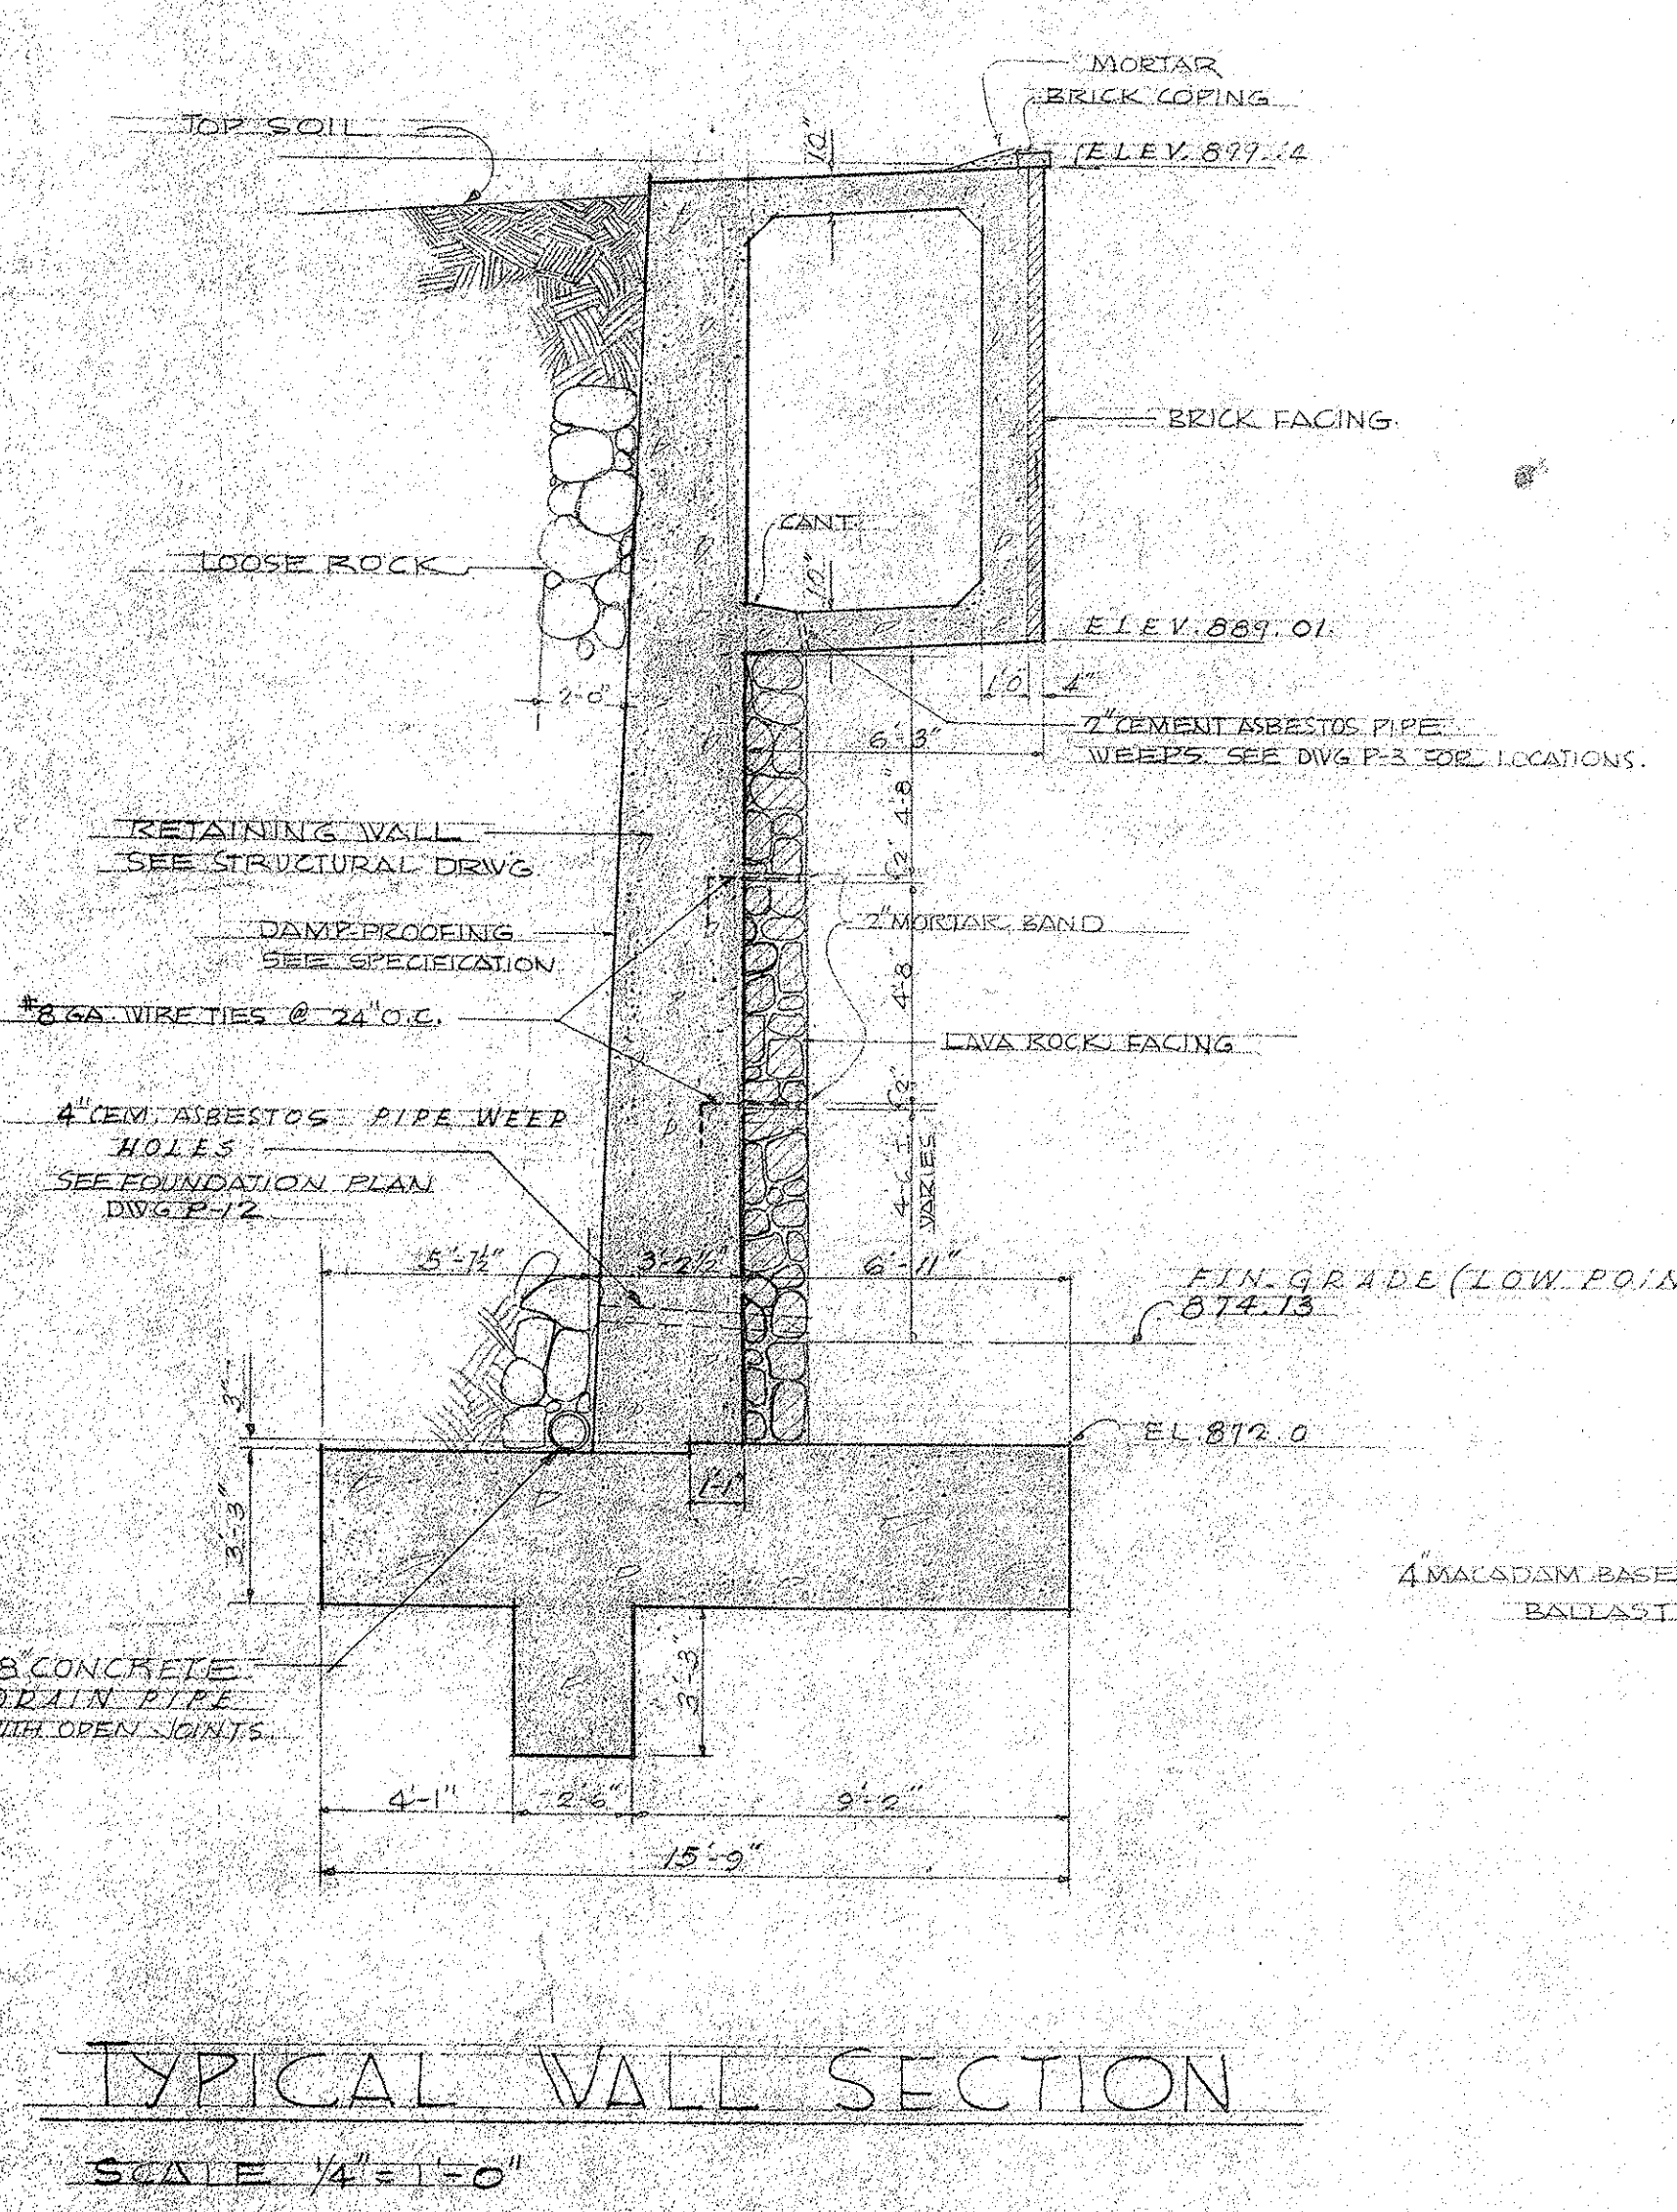 MORTAR
BRICK COPING
TOP SOIL
10"
ELEV. 899.14
BRICK FACING
CANT
LOOSE ROCK
10"
ELEV. 889.01
2'-0"
1'0" 4"
2" CEMENT ASBESTOS PIPE
WEEPS. SEE DWG P-3 FOR LOCATIONS.
6'-3"
4'-8"
RETAINING WALL
SEE STRUCTURAL DRWG
2"
DAMP-PROOFING
SEE SPECIFICATION
2" MORTAR BAND
4'-8"
#8 GA. WIRE TIES @ 24" O.C.
LAVA ROCK FACING
2"
4" CEM. ASBESTOS PIPE WEEP
HOLES
SEE FOUNDATION PLAN
DWG P-12
4'-6" ±
VARIES
5'-7½"
3'-2½"
6'-11"
FIN. GRADE (LOW POIN
874.13
3"
EL. 872.0
1'-1"
3'-3"
4" MACADAM BASE
BALLAST
8" CONCRETE
DRAIN PIPE
WITH OPEN JOINTS.
3'-3"
4'-1"
2'-6"
9'-2"
15'-9"
TYPICAL WALL SECTION
SCALE 1/4" = 1'-0"